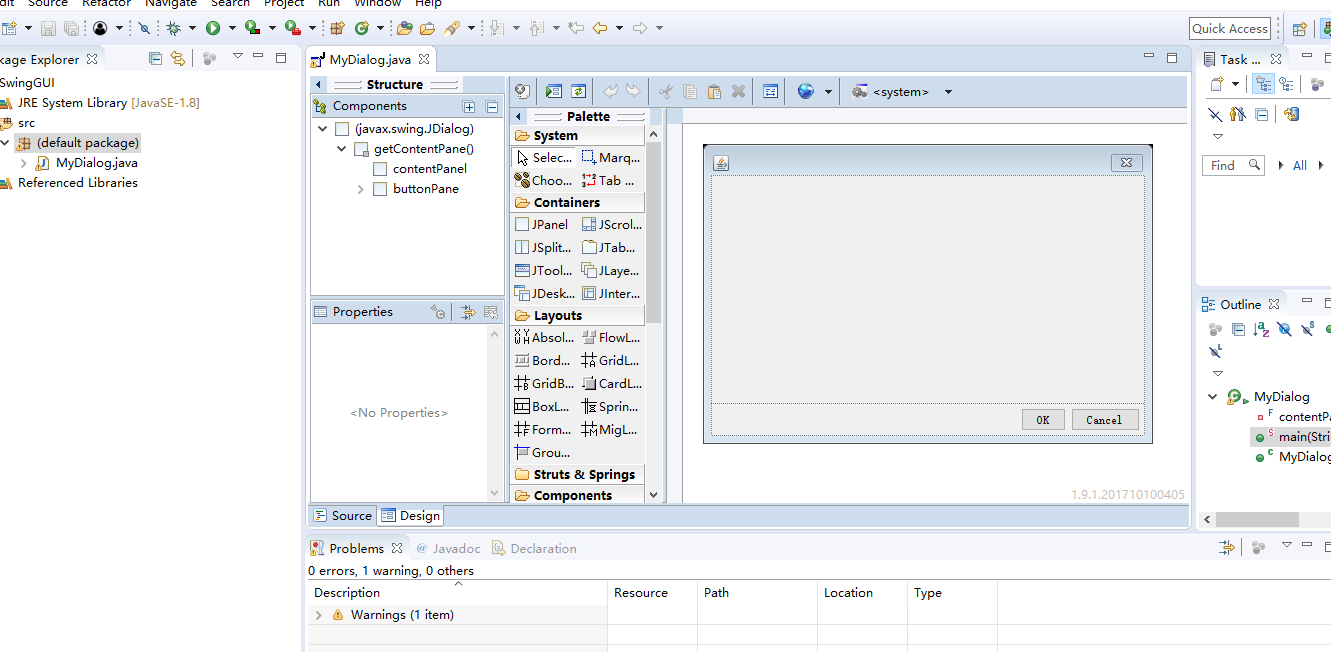 dit Source Refactor Navigate Search Project Run Window Help
Quick Access
kage Explorer
SwingGUI
JRE System Library [JavaSE-1.8]
src
(default package)
MyDialog.java
Referenced Libraries
MyDialog.java
Structure
Components
(javax.swing.JDialog)
getContentPane()
contentPanel
buttonPane
Properties
<No Properties>
<system>
Palette
System
Selec... Marq...
Choo... Tab ...
Containers
JPanel JScrol...
JSplit... JTab...
JTool... JLaye...
JDesk... JInter...
Layouts
Absol... FlowL...
Bord... GridL...
GridB... CardL...
BoxL... Sprin...
Form... MigL...
Grou...
Struts & Springs
Components
OK Cancel
1.9.1.201710100405
Source Design
Task ...
Find All
Outline
MyDialog
contentPa
main(Stri
MyDialog
Problems Javadoc Declaration
0 errors, 1 warning, 0 others
Description Resource Path Location Type
Warnings (1 item)